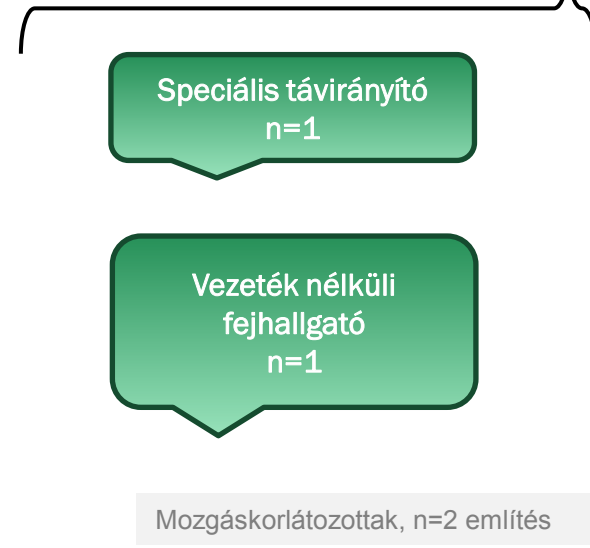 Speciális távirányító
n=1
Vezeték nélküli
fejhallgató
n=1
Mozgáskorlátozottak, n=2 említés